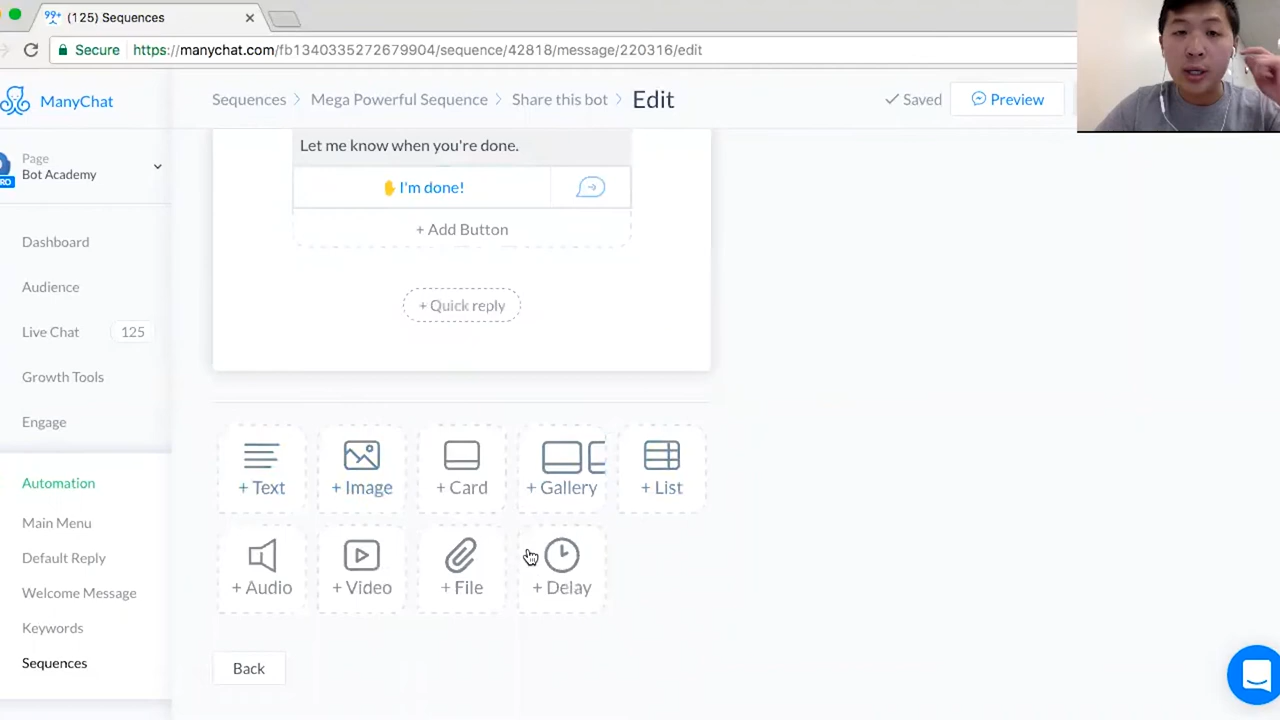 99+ (125) Sequences
Secure https://manychat.com/fb1340335272679904/sequence/42818/message/220316/edit
ManyChat
Sequences > Mega Powerful Sequence > Share this bot > Edit
Saved
Preview
Page
Bot Academy
PRO
Dashboard
Audience
Live Chat 125
Growth Tools
Engage
Automation
Main Menu
Default Reply
Welcome Message
Keywords
Sequences
Let me know when you're done.
✋ I'm done!
+ Add Button
+ Quick reply
+ Text + Image + Card + Gallery + List
+ Audio + Video + File + Delay
Back